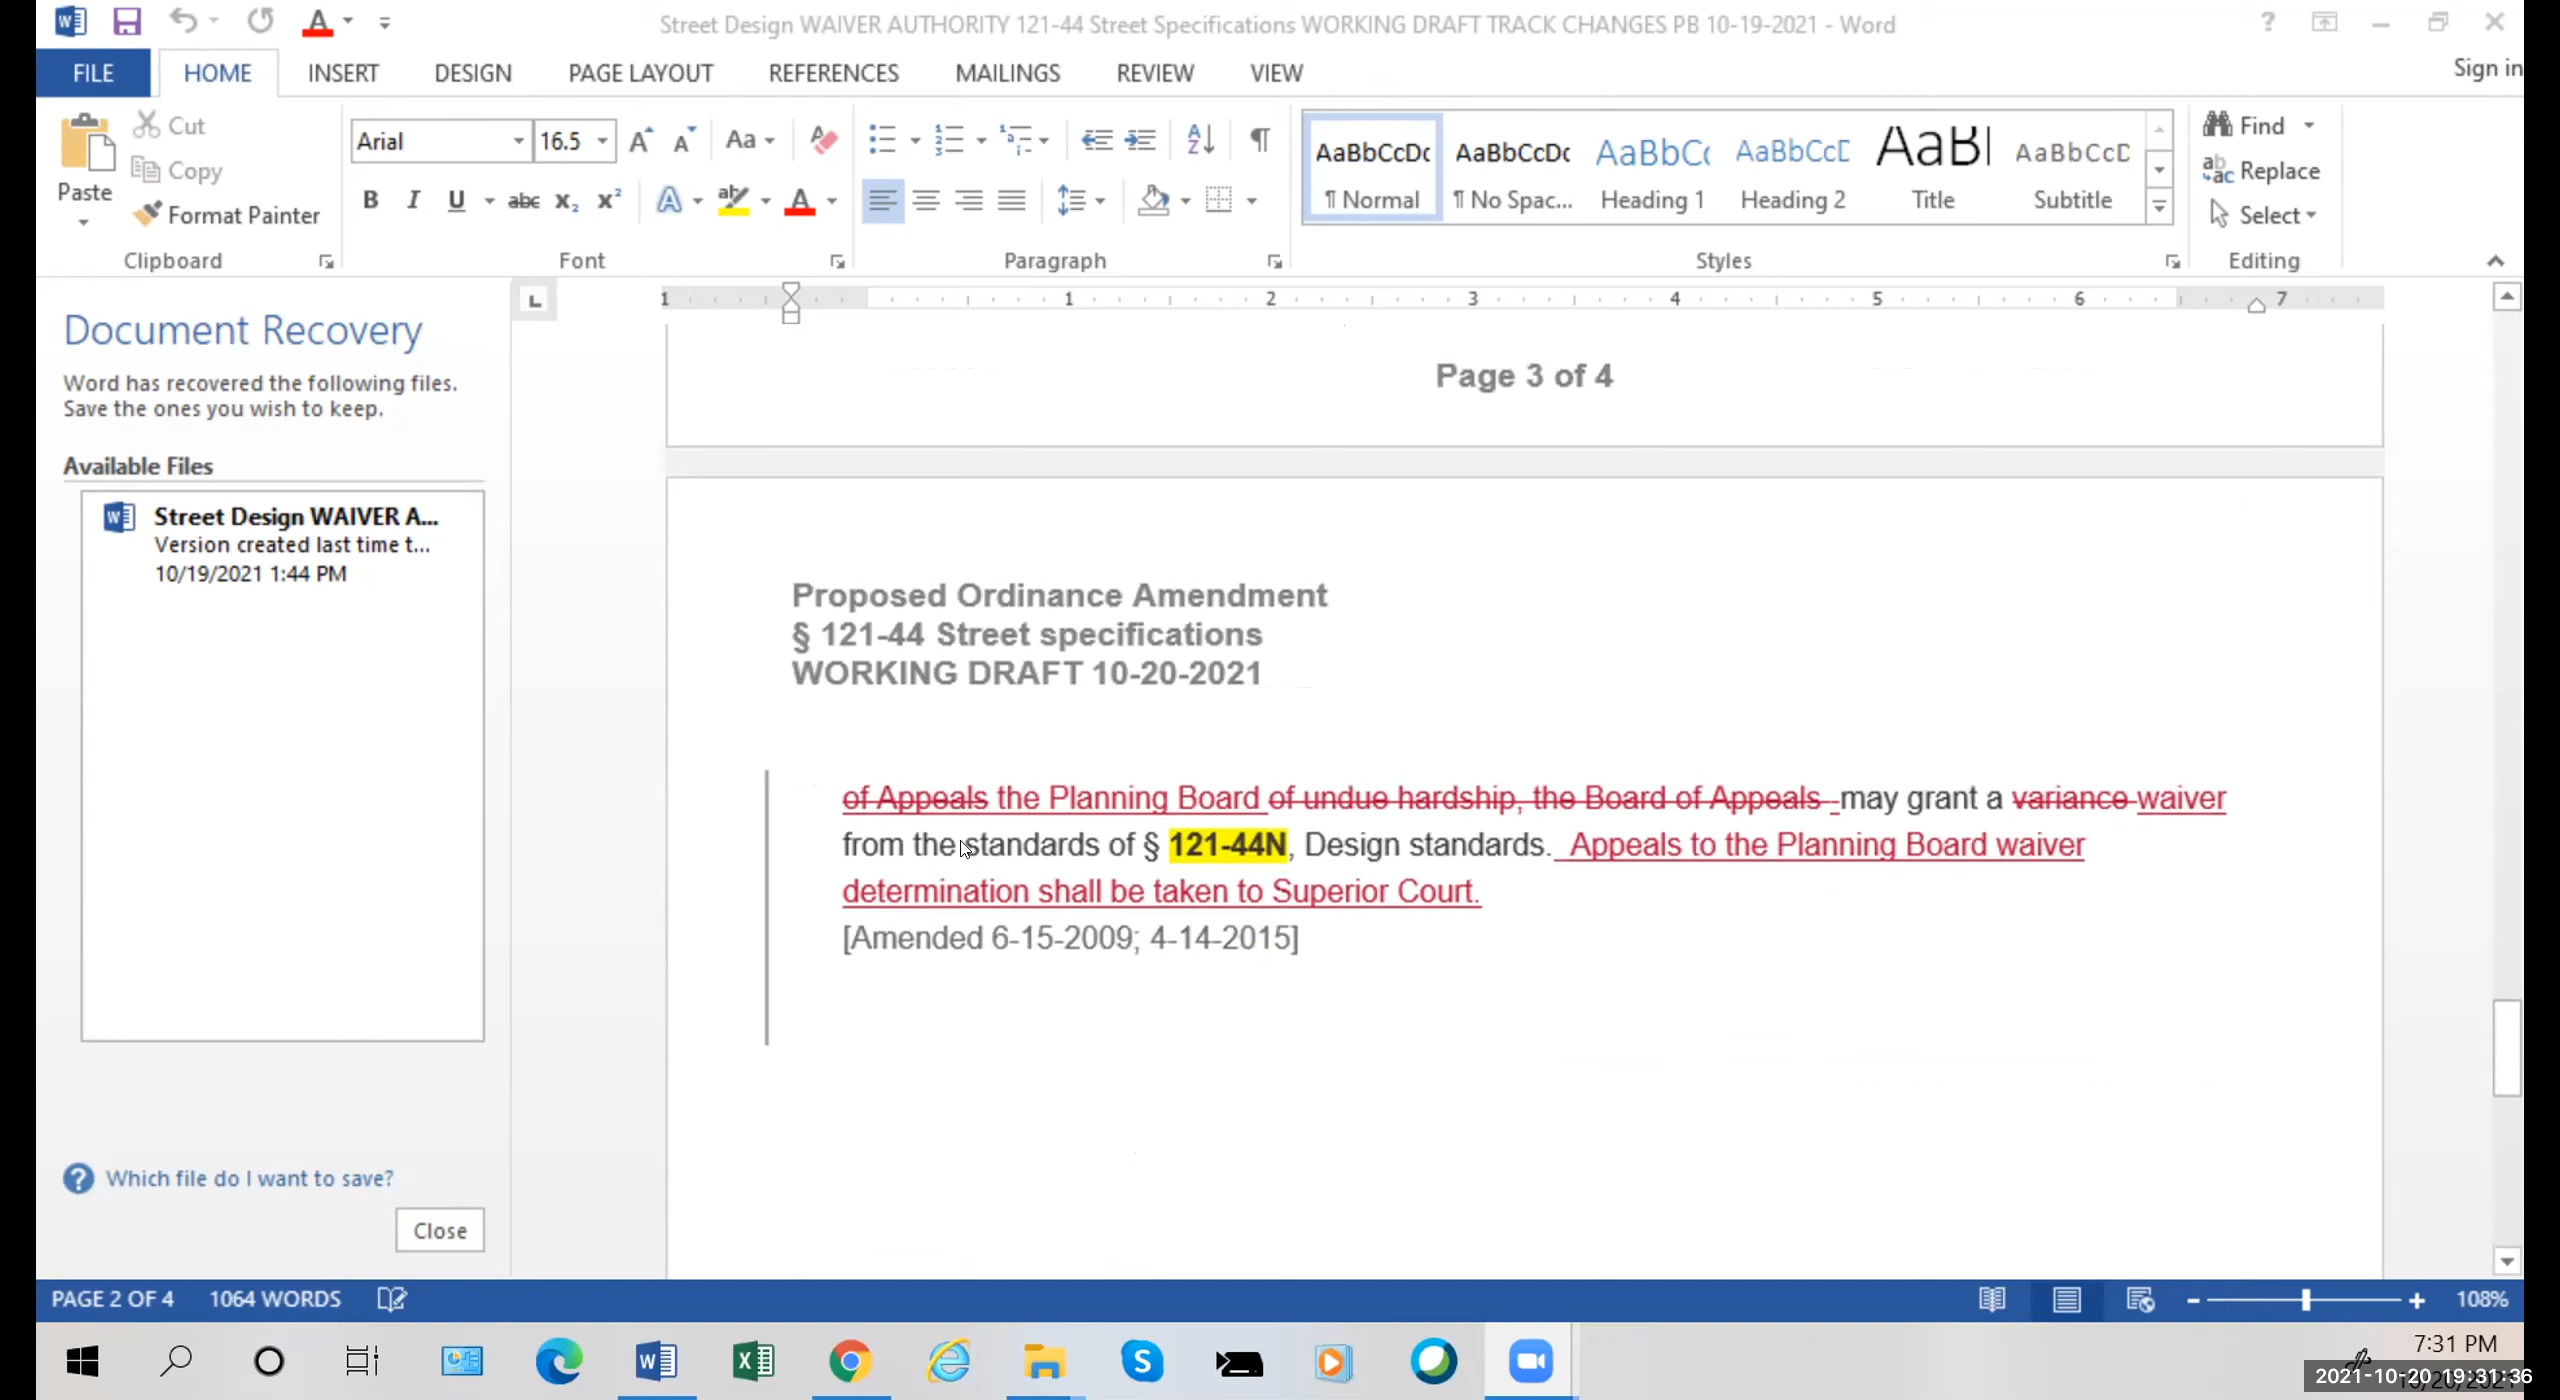 Street Design WAIVER AUTHORITY 121-44 Street Specifications WORKING DRAFT TRACK CHANGES PB 10-19-2021 - Word
FILE HOME INSERT DESIGN PAGE LAYOUT REFERENCES MAILINGS REVIEW VIEW
Sign in
Paste
Cut
Copy
Format Painter
Clipboard
Arial 16.5
Font
Paragraph
AaBbCcDc AaBbCcDc AaBbCc AaBbCcD AaBl AaBbCcD
¶ Normal ¶ No Spac... Heading 1 Heading 2 Title Subtitle
Styles
Find
Replace
Select
Editing
1 1 2 3 4 5 6 7
Document Recovery
Word has recovered the following files.
Save the ones you wish to keep.
Available Files
Street Design WAIVER A...
Version created last time t...
10/19/2021 1:44 PM
Which file do I want to save?
Close
Page 3 of 4
Proposed Ordinance Amendment
§ 121-44 Street specifications
WORKING DRAFT 10-20-2021
of Appeals the Planning Board of undue hardship, the Board of Appeals may grant a variance waiver
from the standards of § 121-44N, Design standards. Appeals to the Planning Board waiver
determination shall be taken to Superior Court.
[Amended 6-15-2009; 4-14-2015]
PAGE 2 OF 4 1064 WORDS
108%
7:31 PM
2021-10-20 19:31:36